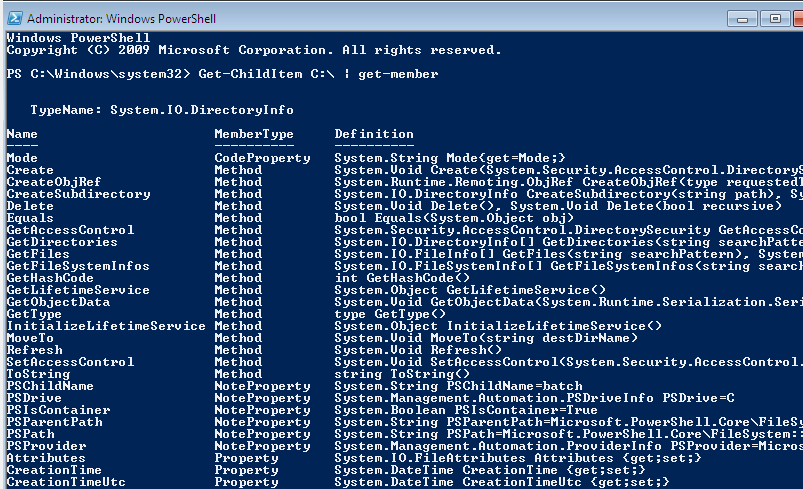 Administrator: Windows PowerShell
Windows PowerShell
Copyright (C) 2009 Microsoft Corporation. All rights reserved.
PS C:\Windows\system32> Get-ChildItem C:\ | get-member
TypeName: System.IO.DirectoryInfo
Name MemberType Definition
---- ---------- ----------
Mode CodeProperty System.String Mode{get=Mode;}
Create Method System.Void Create(System.Security.AccessControl.DirectoryS
CreateObjRef Method System.Runtime.Remoting.ObjRef CreateObjRef(type requestedT
CreateSubdirectory Method System.IO.DirectoryInfo CreateSubdirectory(string path), Sy
Delete Method System.Void Delete(), System.Void Delete(bool recursive)
Equals Method bool Equals(System.Object obj)
GetAccessControl Method System.Security.AccessControl.DirectorySecurity GetAccessCo
GetDirectories Method System.IO.DirectoryInfo[] GetDirectories(string searchPatte
GetFiles Method System.IO.FileInfo[] GetFiles(string searchPattern), System
GetFileSystemInfos Method System.IO.FileSystemInfo[] GetFileSystemInfos(string search
GetHashCode Method int GetHashCode()
GetLifetimeService Method System.Object GetLifetimeService()
GetObjectData Method System.Void GetObjectData(System.Runtime.Serialization.Seri
GetType Method type GetType()
InitializeLifetimeService Method System.Object InitializeLifetimeService()
MoveTo Method System.Void MoveTo(string destDirName)
Refresh Method System.Void Refresh()
SetAccessControl Method System.Void SetAccessControl(System.Security.AccessControl.
ToString Method string ToString()
PSChildName NoteProperty System.String PSChildName=batch
PSDrive NoteProperty System.Management.Automation.PSDriveInfo PSDrive=C
PSIsContainer NoteProperty System.Boolean PSIsContainer=True
PSParentPath NoteProperty System.String PSParentPath=Microsoft.PowerShell.Core\FileSy
PSPath NoteProperty System.String PSPath=Microsoft.PowerShell.Core\FileSystem::
PSProvider NoteProperty System.Management.Automation.ProviderInfo PSProvider=Micros
Attributes Property System.IO.FileAttributes Attributes {get;set;}
CreationTime Property System.DateTime CreationTime {get;set;}
CreationTimeUtc Property System.DateTime CreationTimeUtc {get;set;}